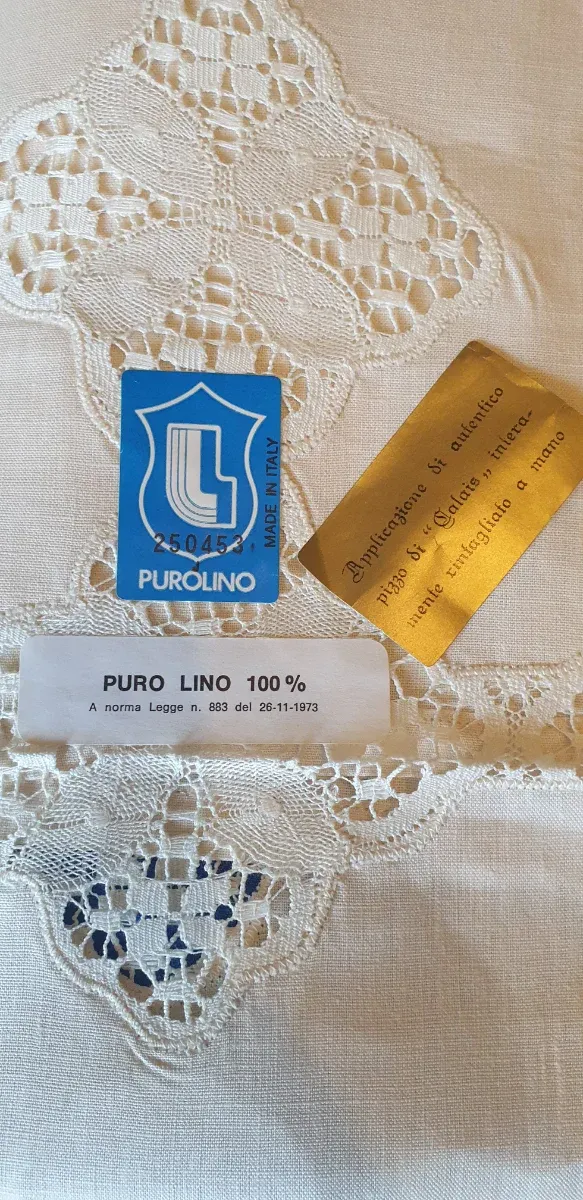 L
MADE IN ITALY
250453
PUROLINO
Applicazione di autentico
pizzo di "Calais" intera-
mente rintagliato a mano
PURO LINO 100%
A norma Legge n. 883 del 26-11-1973